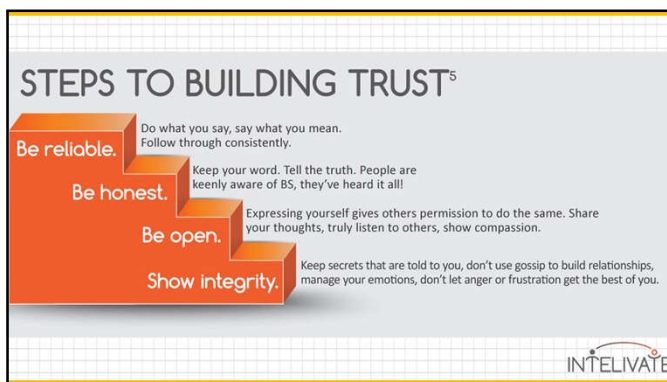 STEPS TO BUILDING TRUST⁵
Be reliable.
Do what you say, say what you mean.
Follow through consistently.
Be honest.
Keep your word. Tell the truth. People are
keenly aware of BS, they've heard it all!
Be open.
Expressing yourself gives others permission to do the same. Share
your thoughts, truly listen to others, show compassion.
Show integrity.
Keep secrets that are told to you, don't use gossip to build relationships,
manage your emotions, don't let anger or frustration get the best of you.
INTELIVATE